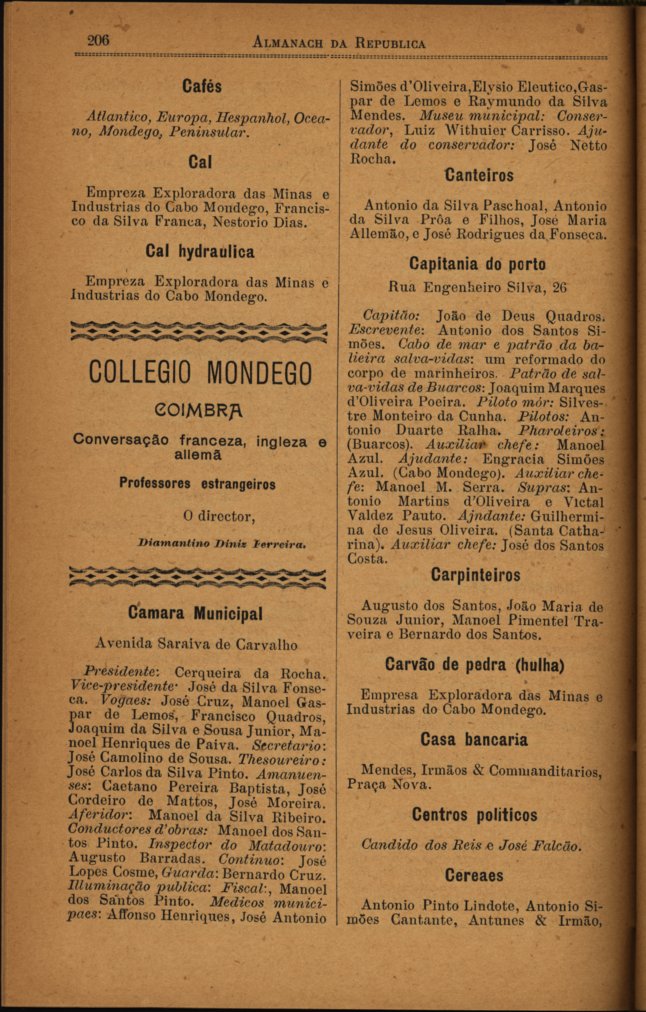 206
ALMANACH DA REPUBLICA
Cafés
Atlantico, Europa, Hespanhol, Ocea-
no, Mondego, Peninsular.
Cal
Empreza Exploradora das Minas e
Industrias do Cabo Mondego, Francis-
co da Silva Franca, Nestorio Dias.
Cal hydraulica
Empreza Exploradora das Minas e
Industrias do Cabo Mondego.
COLLEGIO MONDEGO
COIMBRA
Conversação franceza, ingleza e
allemã
Professores estrangeiros
O director,
Diamantino Diniz Ferreira.
Camara Municipal
Avenida Saraiva de Carvalho
Presidente: Cerqueira da Rocha.
Vice-presidente· José da Silva Fonse-
ca. Vogaes: José Cruz, Manoel Gas-
par de Lemos, Francisco Quadros,
Joaquim da Silva e Sousa Junior, Ma-
noel Henriques de Paiva. Secretario:
José Camolino de Sousa. Thesoureiro:
José Carlos da Silva Pinto. Amanuen-
ses: Caetano Pereira Baptista, José
Cordeiro de Mattos, José Moreira.
Aferidor: Manoel da Silva Ribeiro.
Conductores d'obras: Manoel dos San-
tos Pinto. Inspector do Matadouro:
Augusto Barradas. Continuo: José
Lopes Cosme, Guarda: Bernardo Cruz.
Illuminação publica: Fiscal:, Manoel
dos Santos Pinto. Medicos munici-
paes: Affonso Henriques, José Antonio
Simões d'Oliveira, Elysio Eleutico, Gas-
par de Lemos e Raymundo da Silva
Mendes. Museu municipal: Conser-
vador, Luiz Withuier Carrisso. Aju-
dante do conservador: José Netto
Rocha.
Canteiros
Antonio da Silva Paschoal, Antonio
da Silva Prôa e Filhos, José Maria
Allemão, e José Rodrigues da Fonseca.
Capitania do porto
Rua Engenheiro Silva, 26
Capitão: João de Deus Quadros.
Escrevente: Antonio dos Santos Si-
mões. Cabo de mar e patrão da ba-
lieira salva-vidas: um reformado do
corpo de marinheiros. Patrão de sal-
va-vidas de Buarcos: Joaquim Marques
d'Oliveira Poeira. Piloto mór: Silves-
tre Monteiro da Cunha. Pilotos: An-
tonio Duarte Ralha. Pharoleiros:
(Buarcos). Auxiliar chefe: Manoel
Azul. Ajudante: Engracia Simões
Azul. (Cabo Mondego). Auxiliar che-
fe: Manoel M. Serra. Supras: An-
tonio Martins d'Oliveira e Victal
Valdez Pauto. Ajndante: Guilhermi-
na de Jesus Oliveira. (Santa Catha-
rina). Auxiliar chefe: José dos Santos
Costa.
Carpinteiros
Augusto dos Santos, João Maria de
Souza Junior, Manoel Pimentel Tra-
veira e Bernardo dos Santos.
Carvão de pedra (hulha)
Empresa Exploradora das Minas e
Industrias do Cabo Mondego.
Casa bancaria
Mendes, Irmãos & Commanditarios,
Praça Nova.
Centros politicos
Candido dos Reis e José Falcão.
Cereaes
Antonio Pinto Lindote, Antonio Si-
mões Cantante, Antunes & Irmão,